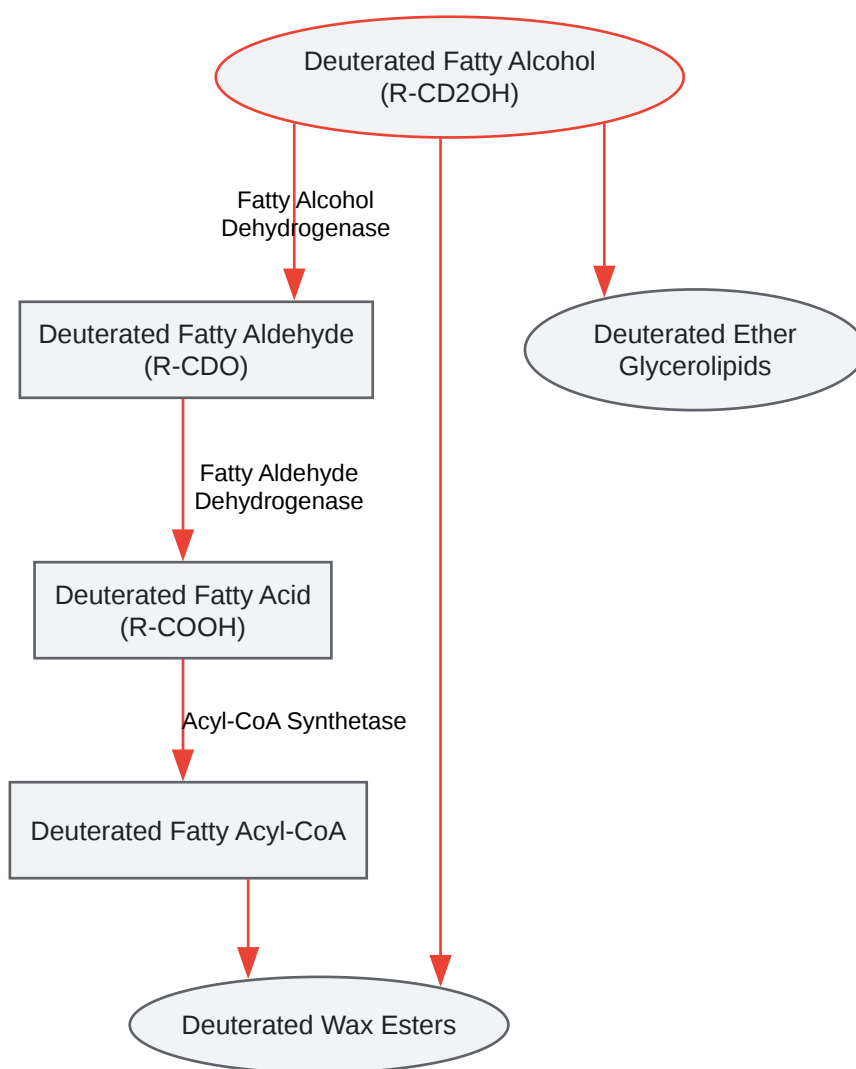 Deuterated Fatty Alcohol
(R-CD2OH)
Fatty Alcohol
Dehydrogenase
Deuterated Fatty Aldehyde
(R-CDO)
Deuterated Ether
Glycerolipids
Fatty Aldehyde
Dehydrogenase
Deuterated Fatty Acid
(R-COOH)
Acyl-CoA Synthetase
Deuterated Fatty Acyl-CoA
Deuterated Wax Esters